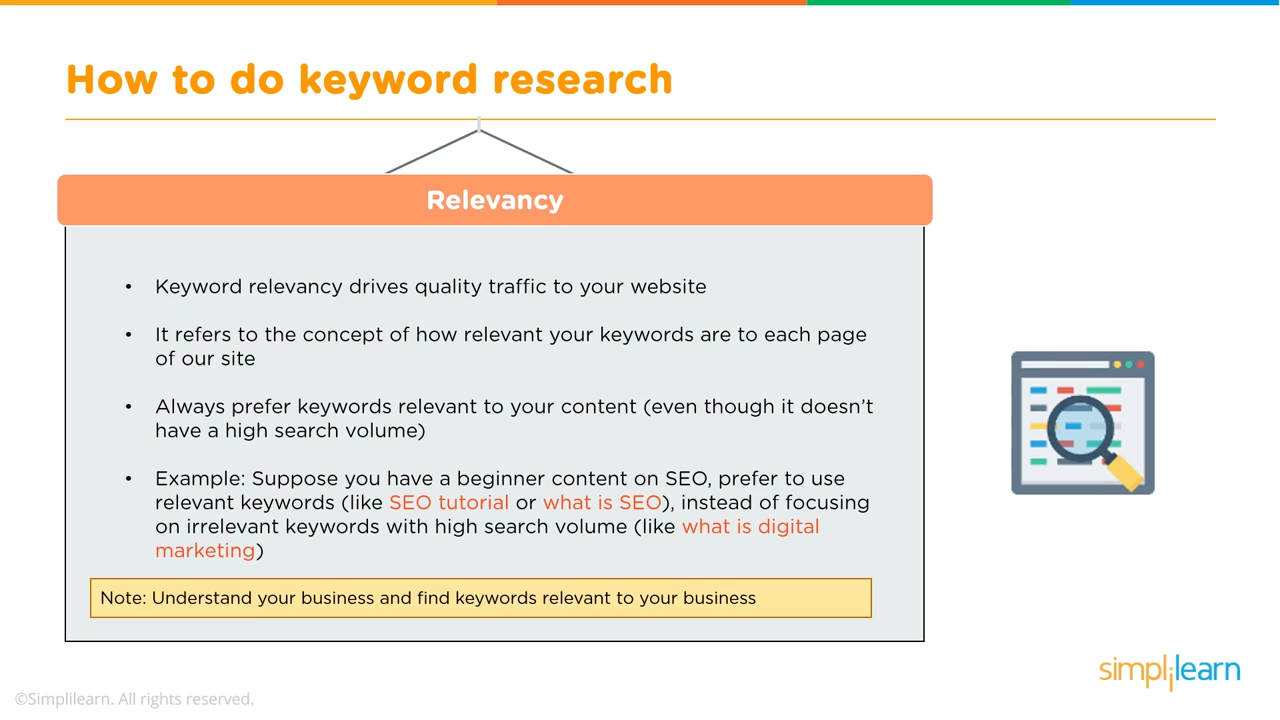 How to do keyword research
Relevancy
• Keyword relevancy drives quality traffic to your website
• It refers to the concept of how relevant your keywords are to each page
of our site
• Always prefer keywords relevant to your content (even though it doesn’t
have a high search volume)
• Example: Suppose you have a beginner content on SEO, prefer to use
relevant keywords (like SEO tutorial or what is SEO), instead of focusing
on irrelevant keywords with high search volume (like what is digital
marketing)
Note: Understand your business and find keywords relevant to your business
simplilearn
©Simplilearn. All rights reserved.